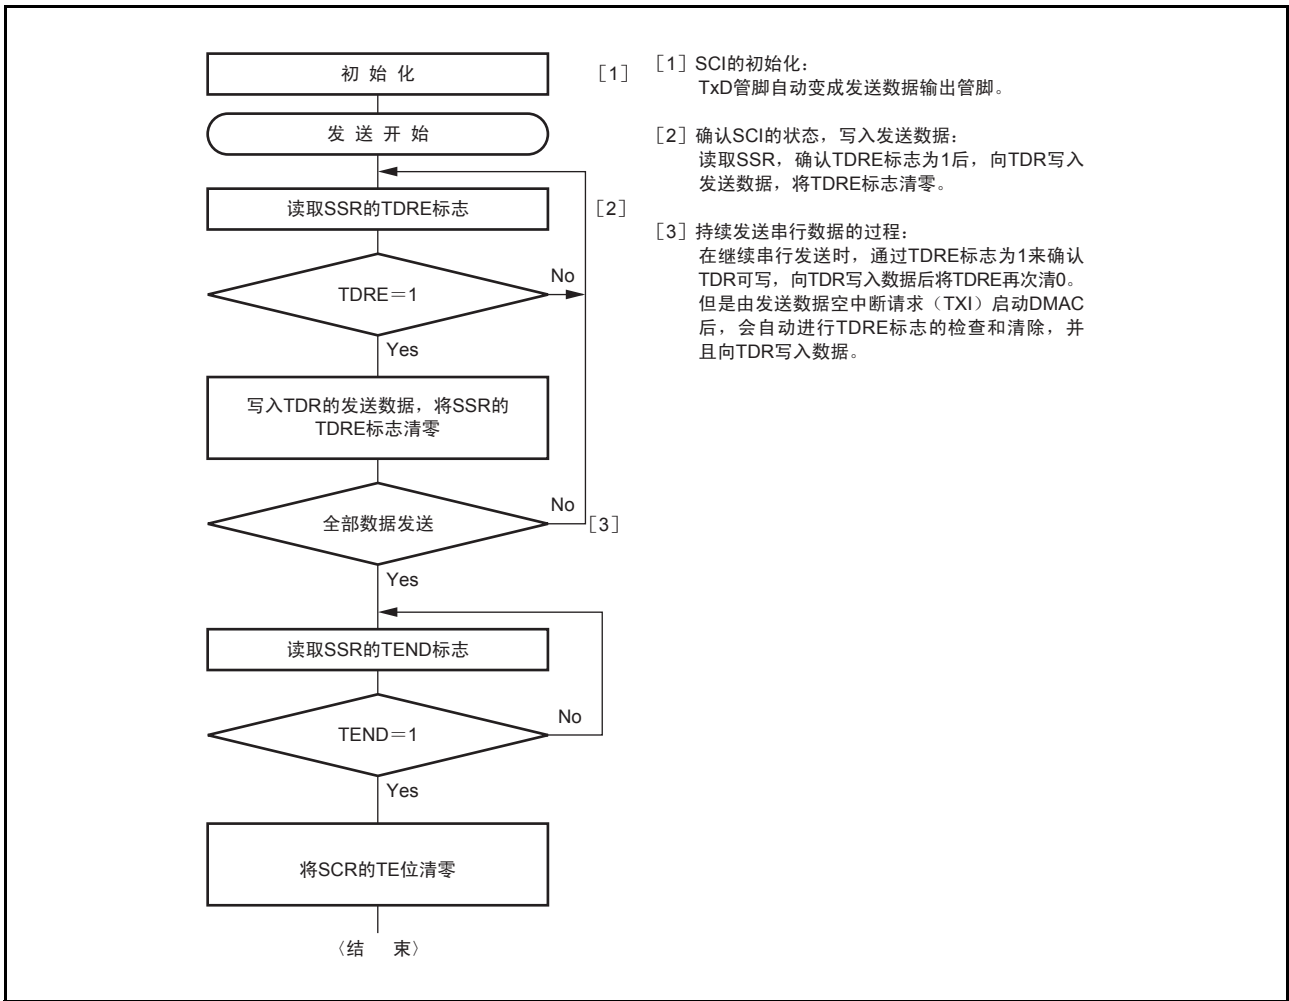 初 始 化
[1]
发 送 开 始
读取SSR的TDRE标志
[2]
TDRE=1
No
Yes
写入TDR的发送数据，将SSR的
TDRE标志清零
全部数据发送
No
[3]
Yes
读取SSR的TEND标志
TEND=1
No
Yes
将SCR的TE位清零
〈结 束〉
[1] SCI的初始化：
TxD管脚自动变成发送数据输出管脚。
[2] 确认SCI的状态，写入发送数据：
读取SSR，确认TDRE标志为1后，向TDR写入
发送数据，将TDRE标志清零。
[3] 持续发送串行数据的过程：
在继续串行发送时，通过TDRE标志为1来确认
TDR可写，向TDR写入数据后将TDRE再次清0。
但是由发送数据空中断请求（TXI）启动DMAC
后，会自动进行TDRE标志的检查和清除，并
且向TDR写入数据。